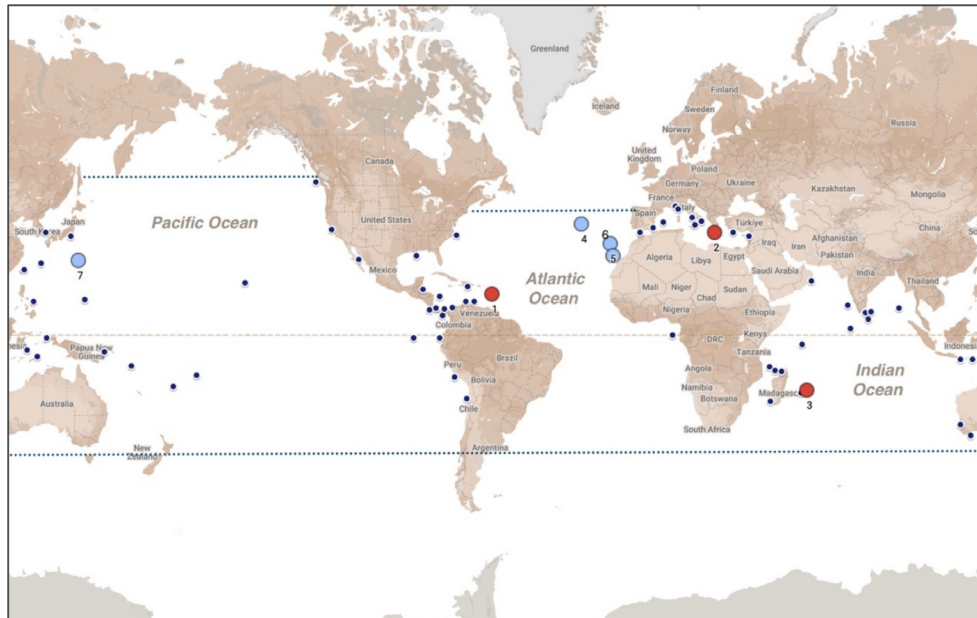 Greenland
Iceland
Finland
Sweden
Norway
Russia
United
Kingdom
Canada
Poland
Germany
Ukraine
Kazakhstan
Mongolia
France
Italy
Japan
South Korea
Pacific Ocean
United States
Spain
Türkiye
China
4
6
2
Iraq
Iran
Afghanistan
Pakistan
5
7
Mexico
Algeria
Libya
Egypt
Saudi Arabia
India
Atlantic
Ocean
Mali
Niger
Chad
Sudan
Thailand
1
Venezuela
Nigeria
Ethiopia
Colombia
Kenya
DRC
Papua New
Guinea
Tanzania
Peru
Brazil
Indian
Ocean
Bolivia
Angola
Namibia
Botswana
Madagasc
3
Australia
Chile
South Africa
New
Zealand
Argentina